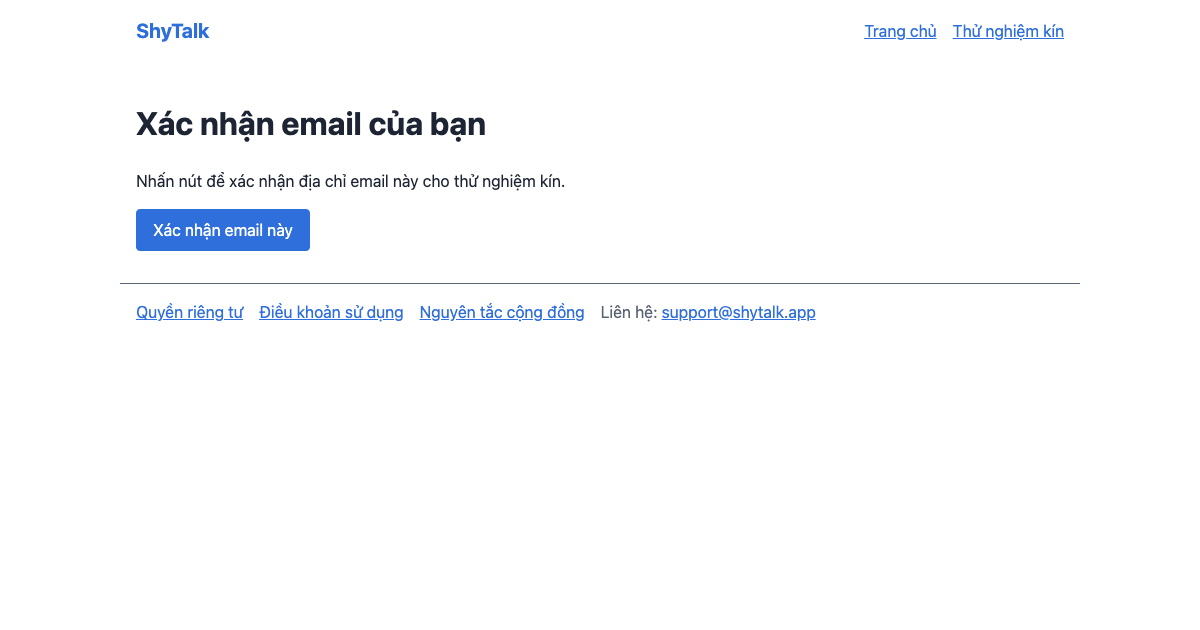 ShyTalk
Trang chủ Thử nghiệm kín
Xác nhận email của bạn
Nhấn nút để xác nhận địa chỉ email này cho thử nghiệm kín.
Xác nhận email này
Quyền riêng tư Điều khoản sử dụng Nguyên tắc cộng đồng Liên hệ: support@shytalk.app